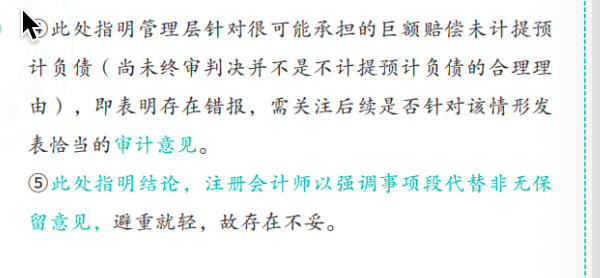 此处指明管理层针对很可能承担的巨额赔偿未计提预
计负债（尚未终审判决并不是不计提预计负债的合理理
由），即表明存在错报，需关注后续是否针对该情形发
表恰当的审计意见。
⑤此处指明结论，注册会计师以强调事项段代替非无保
留意见，避重就轻，故存在不妥。